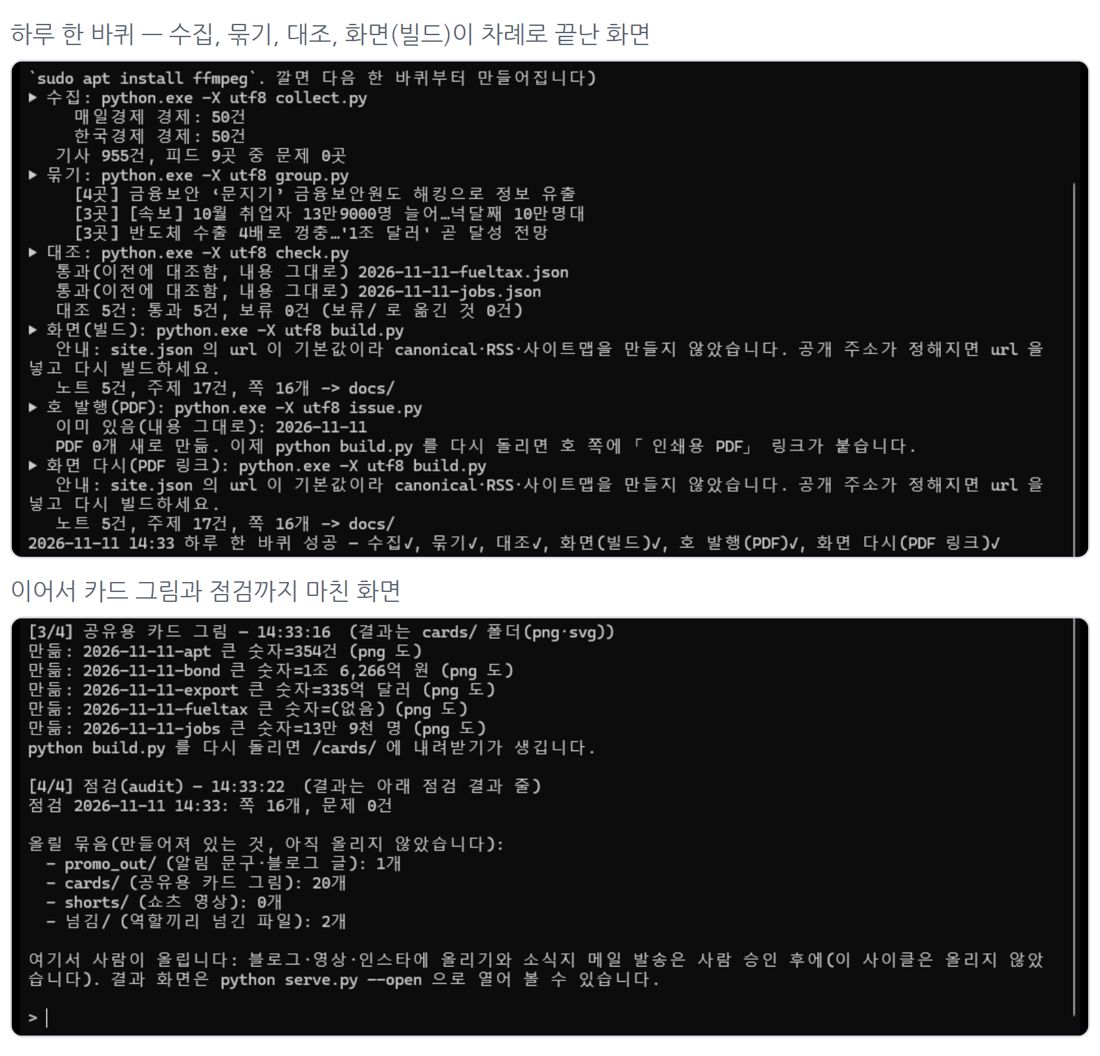 하루 한 바퀴 — 수집, 묶기, 대조, 화면(빌드)이 차례로 끝난 화면
`sudo apt install ffmpeg`. 깔면 다음 한 바퀴부터 만들어집니다)
▶ 수집: python.exe -X utf8 collect.py
매일경제 경제: 50건
한국경제 경제: 50건
기사 955건, 피드 9곳 중 문제 0곳
▶ 묶기: python.exe -X utf8 group.py
[4곳] 금융보안 ‘문지기’ 금융보안원도 해킹으로 정보 유출
[3곳] [속보] 10월 취업자 13만9000명 늘어…넉달째 10만명대
[3곳] 반도체 수출 4배로 껑충…'1조 달러' 곧 달성 전망
▶ 대조: python.exe -X utf8 check.py
통과(이전에 대조함, 내용 그대로) 2026-11-11-fueltax.json
통과(이전에 대조함, 내용 그대로) 2026-11-11-jobs.json
대조 5건: 통과 5건, 보류 0건 (보류/ 로 옮긴 것 0건)
▶ 화면(빌드): python.exe -X utf8 build.py
안내: site.json 의 url 이 기본값이라 canonical·RSS·사이트맵을 만들지 않았습니다. 공개 주소가 정해지면 url 을
넣고 다시 빌드하세요.
노트 5건, 주제 17건, 쪽 16개 -> docs/
▶ 호 발행(PDF): python.exe -X utf8 issue.py
이미 있음(내용 그대로): 2026-11-11
PDF 0개 새로 만듦. 이제 python build.py 를 다시 돌리면 호 쪽에 「 인쇄용 PDF」 링크가 붙습니다.
▶ 화면 다시(PDF 링크): python.exe -X utf8 build.py
안내: site.json 의 url 이 기본값이라 canonical·RSS·사이트맵을 만들지 않았습니다. 공개 주소가 정해지면 url 을
넣고 다시 빌드하세요.
노트 5건, 주제 17건, 쪽 16개 -> docs/
2026-11-11 14:33 하루 한 바퀴 성공 - 수집✓, 묶기✓, 대조✓, 화면(빌드)✓, 호 발행(PDF)✓, 화면 다시(PDF 링크)✓
이어서 카드 그림과 점검까지 마친 화면
[3/4] 공유용 카드 그림 - 14:33:16 (결과는 cards/ 폴더(png·svg))
만듦: 2026-11-11-apt 큰 숫자=354건 (png 도)
만듦: 2026-11-11-bond 큰 숫자=1조 6,266억 원 (png 도)
만듦: 2026-11-11-export 큰 숫자=335억 달러 (png 도)
만듦: 2026-11-11-fueltax 큰 숫자=(없음) (png 도)
만듦: 2026-11-11-jobs 큰 숫자=13만 9천 명 (png 도)
python build.py 를 다시 돌리면 /cards/ 에 내려받기가 생깁니다.
[4/4] 점검(audit) - 14:33:22 (결과는 아래 점검 결과 줄)
점검 2026-11-11 14:33: 쪽 16개, 문제 0건
올릴 묶음(만들어져 있는 것, 아직 올리지 않았습니다):
- promo_out/ (알림 문구·블로그 글): 1개
- cards/ (공유용 카드 그림): 20개
- shorts/ (쇼츠 영상): 0개
- 넘김/ (역할끼리 넘긴 파일): 2개
여기서 사람이 올립니다: 블로그·영상·인스타에 올리기와 소식지 메일 발송은 사람 승인 후에(이 사이클은 올리지 않았
습니다). 결과 화면은 python serve.py --open 으로 열어 볼 수 있습니다.
>